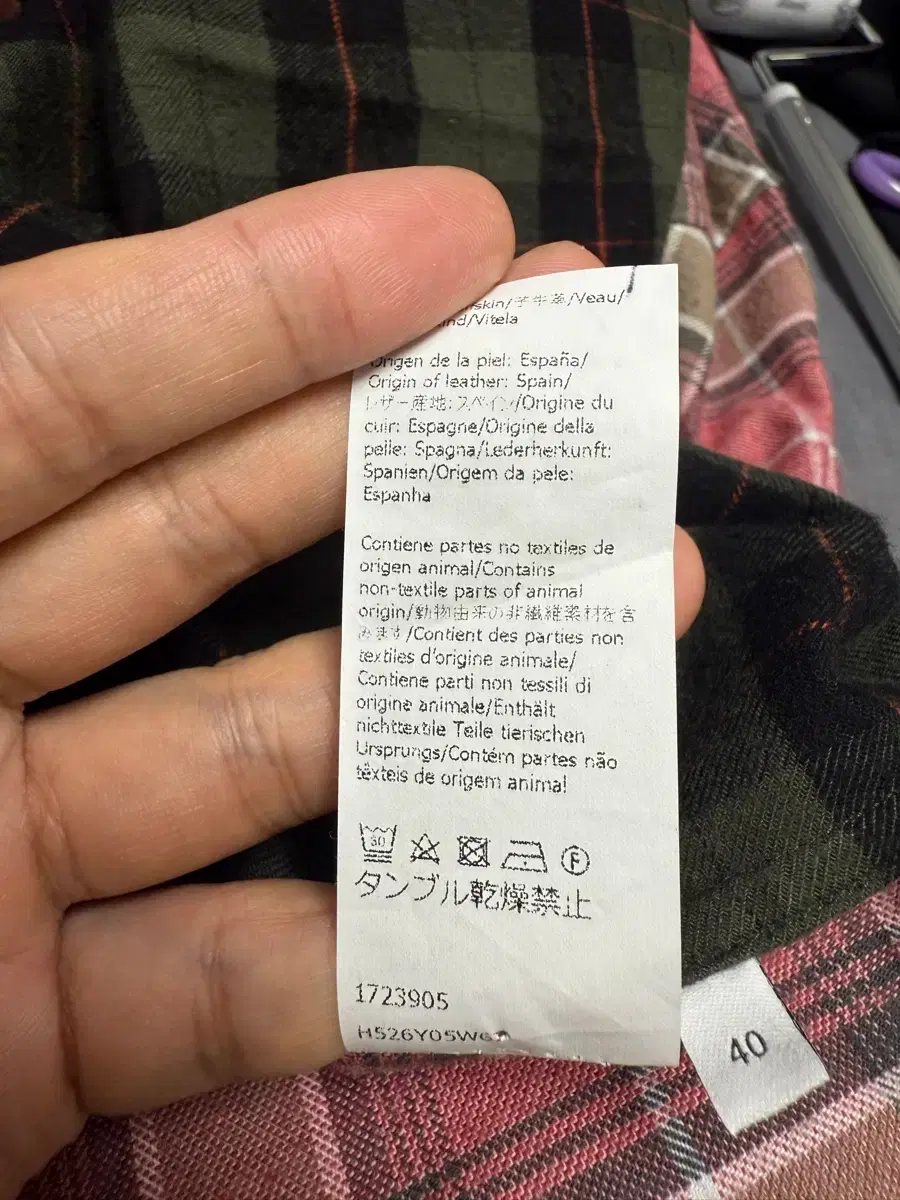 skin/子牛革/Veau/
ind/Vitela
Origen de la piel: España/
Origin of leather: Spain/
レザー産地: スペイン/Origine du
cuir: Espagne/Origine della
pelle: Spagna/Lederherkunft:
Spanien/Origem da pele:
Espanha
Contiene partes no textiles de
origen animal/Contains
non-textile parts of animal
origin/動物由来の非繊維素材を含
みます/Contient des parties non
textiles d'origine animale/
Contiene parti non tessili di
origine animale/Enthält
nichttextile Teile tierischen
Ursprungs/Contém partes não
têxteis de origem animal
30 F
タンブル乾燥禁止
1723905
H526Y05W
40